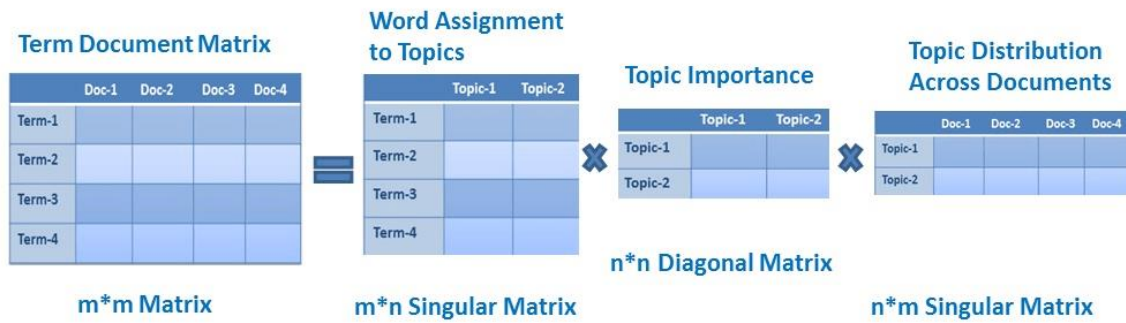 Term Document Matrix
Doc-1 Doc-2 Doc-3 Doc-4
Term-1
Term-2
Term-3
Term-4
m*m Matrix
Word Assignment
to Topics
Topic-1 Topic-2
Term-1
Term-2
Term-3
Term-4
m*n Singular Matrix
Topic Importance
Topic-1 Topic-2
Topic-1
Topic-2
n*n Diagonal Matrix
Topic Distribution
Across Documents
Doc-1 Doc-2 Doc-3 Doc-4
Topic-1
Topic-2
n*m Singular Matrix